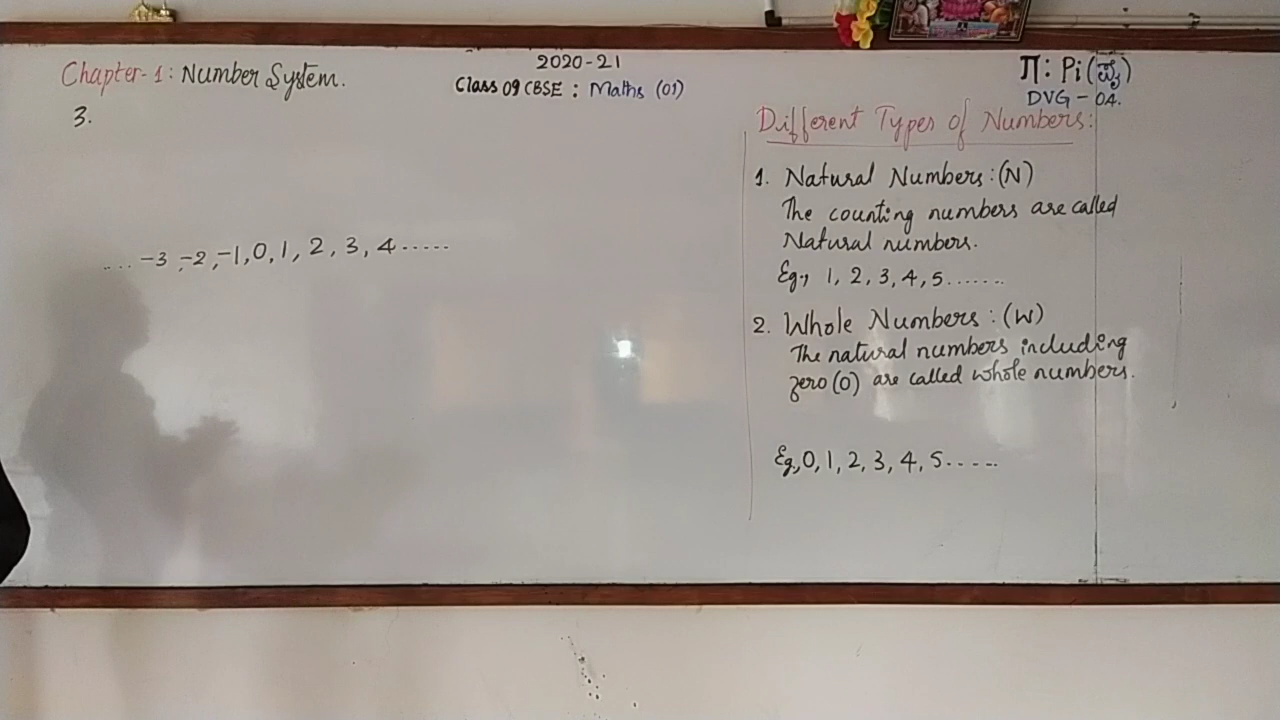 Chapter-1: Number System.
3.
.... -3, -2, -1, 0, 1, 2, 3, 4 .....
2020-21
Class 09 CBSE : Maths (01)
π: Pi (ಪೈ)
DVG - 04.
Different Types of Numbers:
1. Natural Numbers: (N)
The counting numbers are called
Natural numbers.
Eg., 1, 2, 3, 4, 5.......
2. Whole Numbers: (W)
The natural numbers including
zero (0) are called whole numbers.
Eg, 0, 1, 2, 3, 4, 5.....